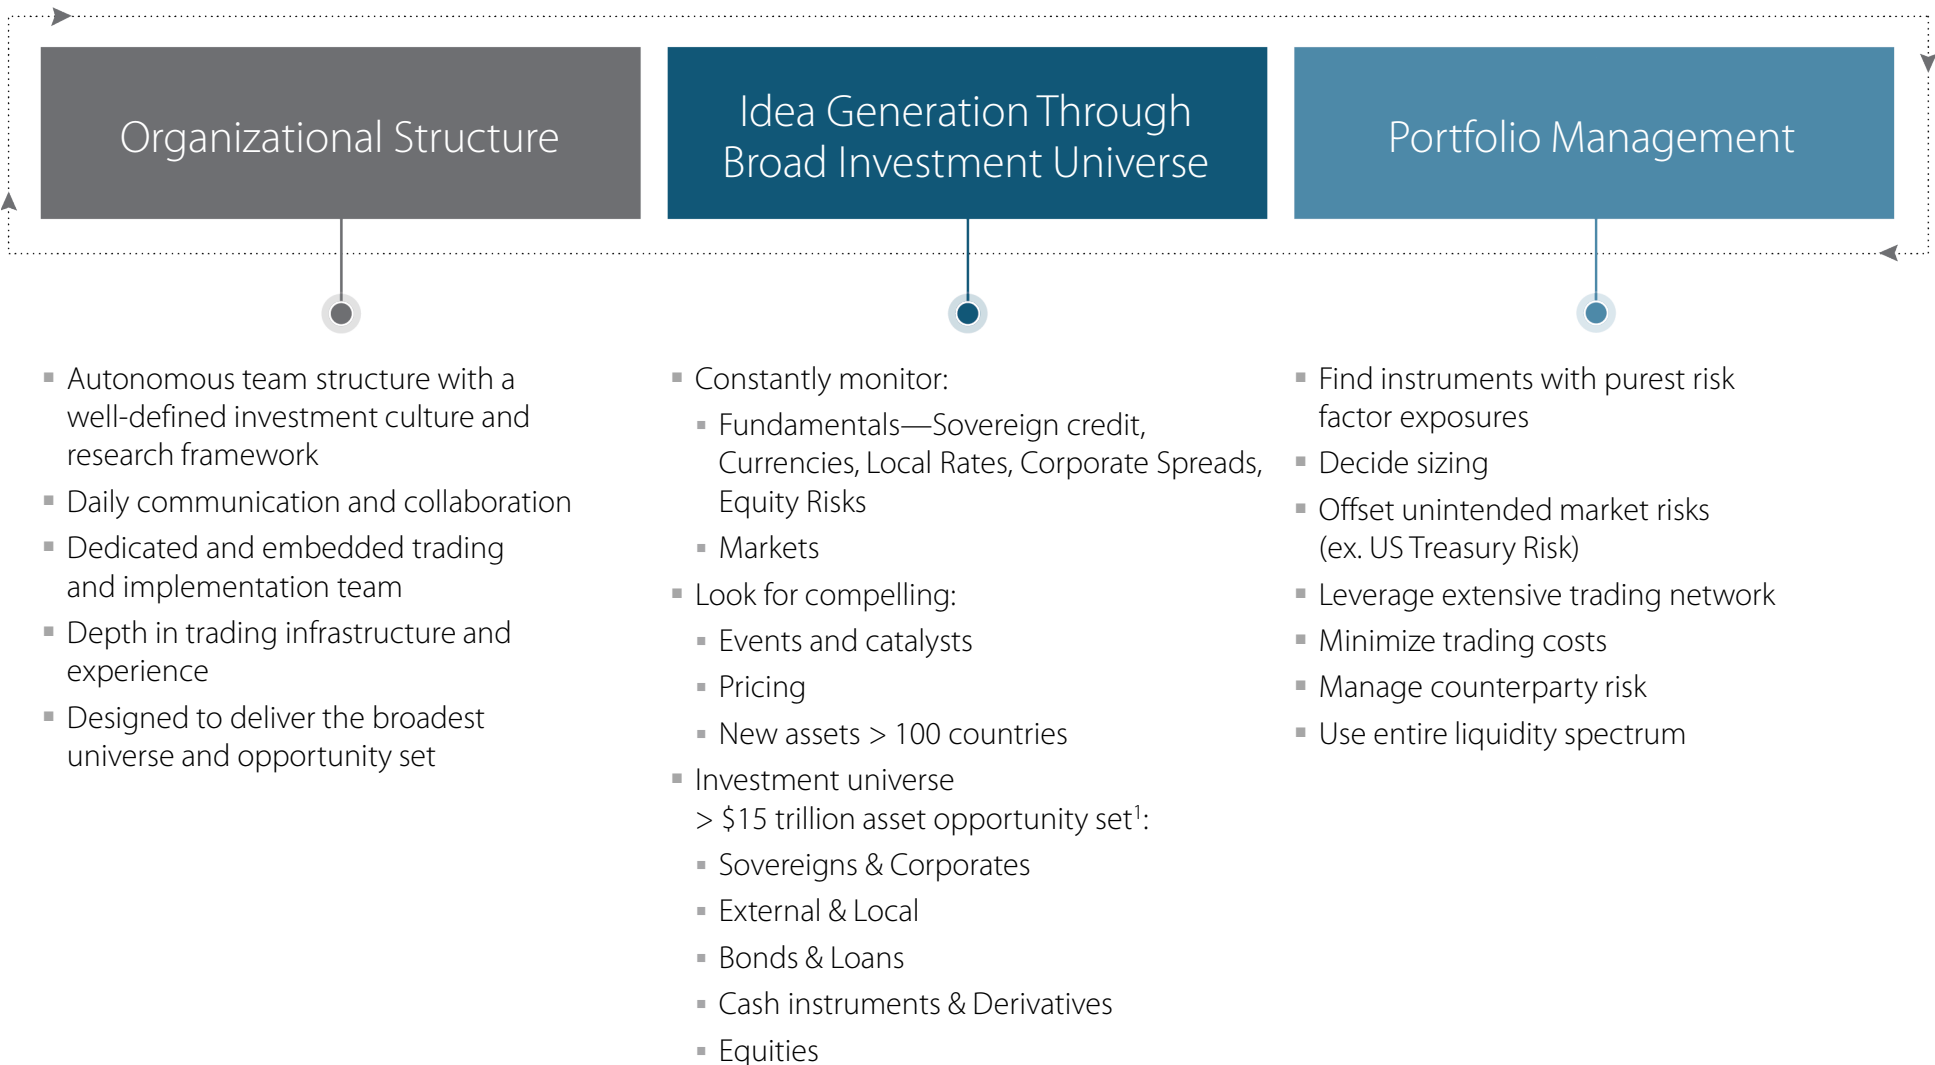 Organizational Structure
Idea Generation Through
Broad Investment Universe
Portfolio Management
▪ Autonomous team structure with a
well-defined investment culture and
research framework
▪ Daily communication and collaboration
▪ Dedicated and embedded trading
and implementation team
▪ Depth in trading infrastructure and
experience
▪ Designed to deliver the broadest
universe and opportunity set
▪ Constantly monitor:
▪ Fundamentals—Sovereign credit,
Currencies, Local Rates, Corporate Spreads,
Equity Risks
▪ Markets
▪ Look for compelling:
▪ Events and catalysts
▪ Pricing
▪ New assets > 100 countries
▪ Investment universe
> $15 trillion asset opportunity set¹:
▪ Sovereigns & Corporates
▪ External & Local
▪ Bonds & Loans
▪ Cash instruments & Derivatives
▪ Equities
▪ Find instruments with purest risk
factor exposures
▪ Decide sizing
▪ Offset unintended market risks
(ex. US Treasury Risk)
▪ Leverage extensive trading network
▪ Minimize trading costs
▪ Manage counterparty risk
▪ Use entire liquidity spectrum